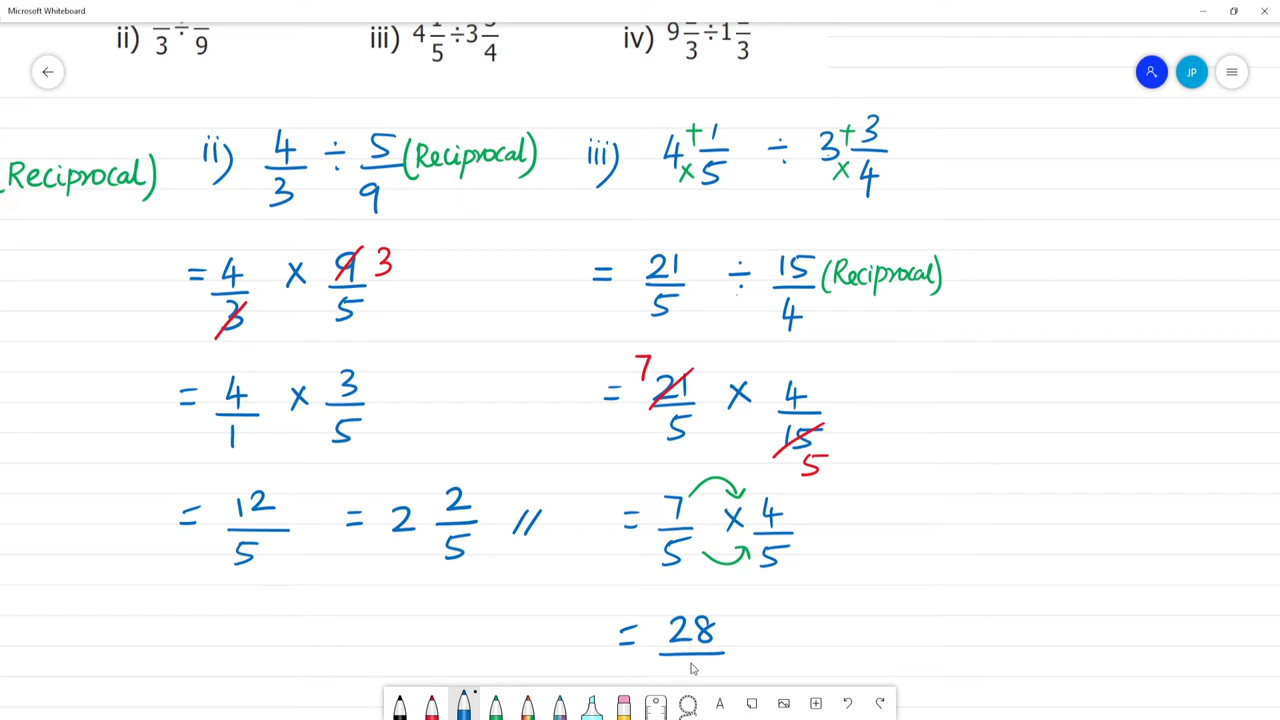 Microsoft Whiteboard
ii) 3 ÷ 9 iii) 4 1/5 ÷ 3 3/4 iv) 9 3 ÷ 1 3
JP
(Reciprocal) ii) 4/3 ÷ 5/9 (Reciprocal) iii) 4 + × 1/5 ÷ 3 + × 3/4
= 4/3 × 9/5 3 = 21/5 ÷ 15/4 (Reciprocal)
= 4/1 × 3/5 = 7 21/5 × 4/15 5
= 12/5 = 2 2/5 // = 7/5 × 4/5
= 28
A